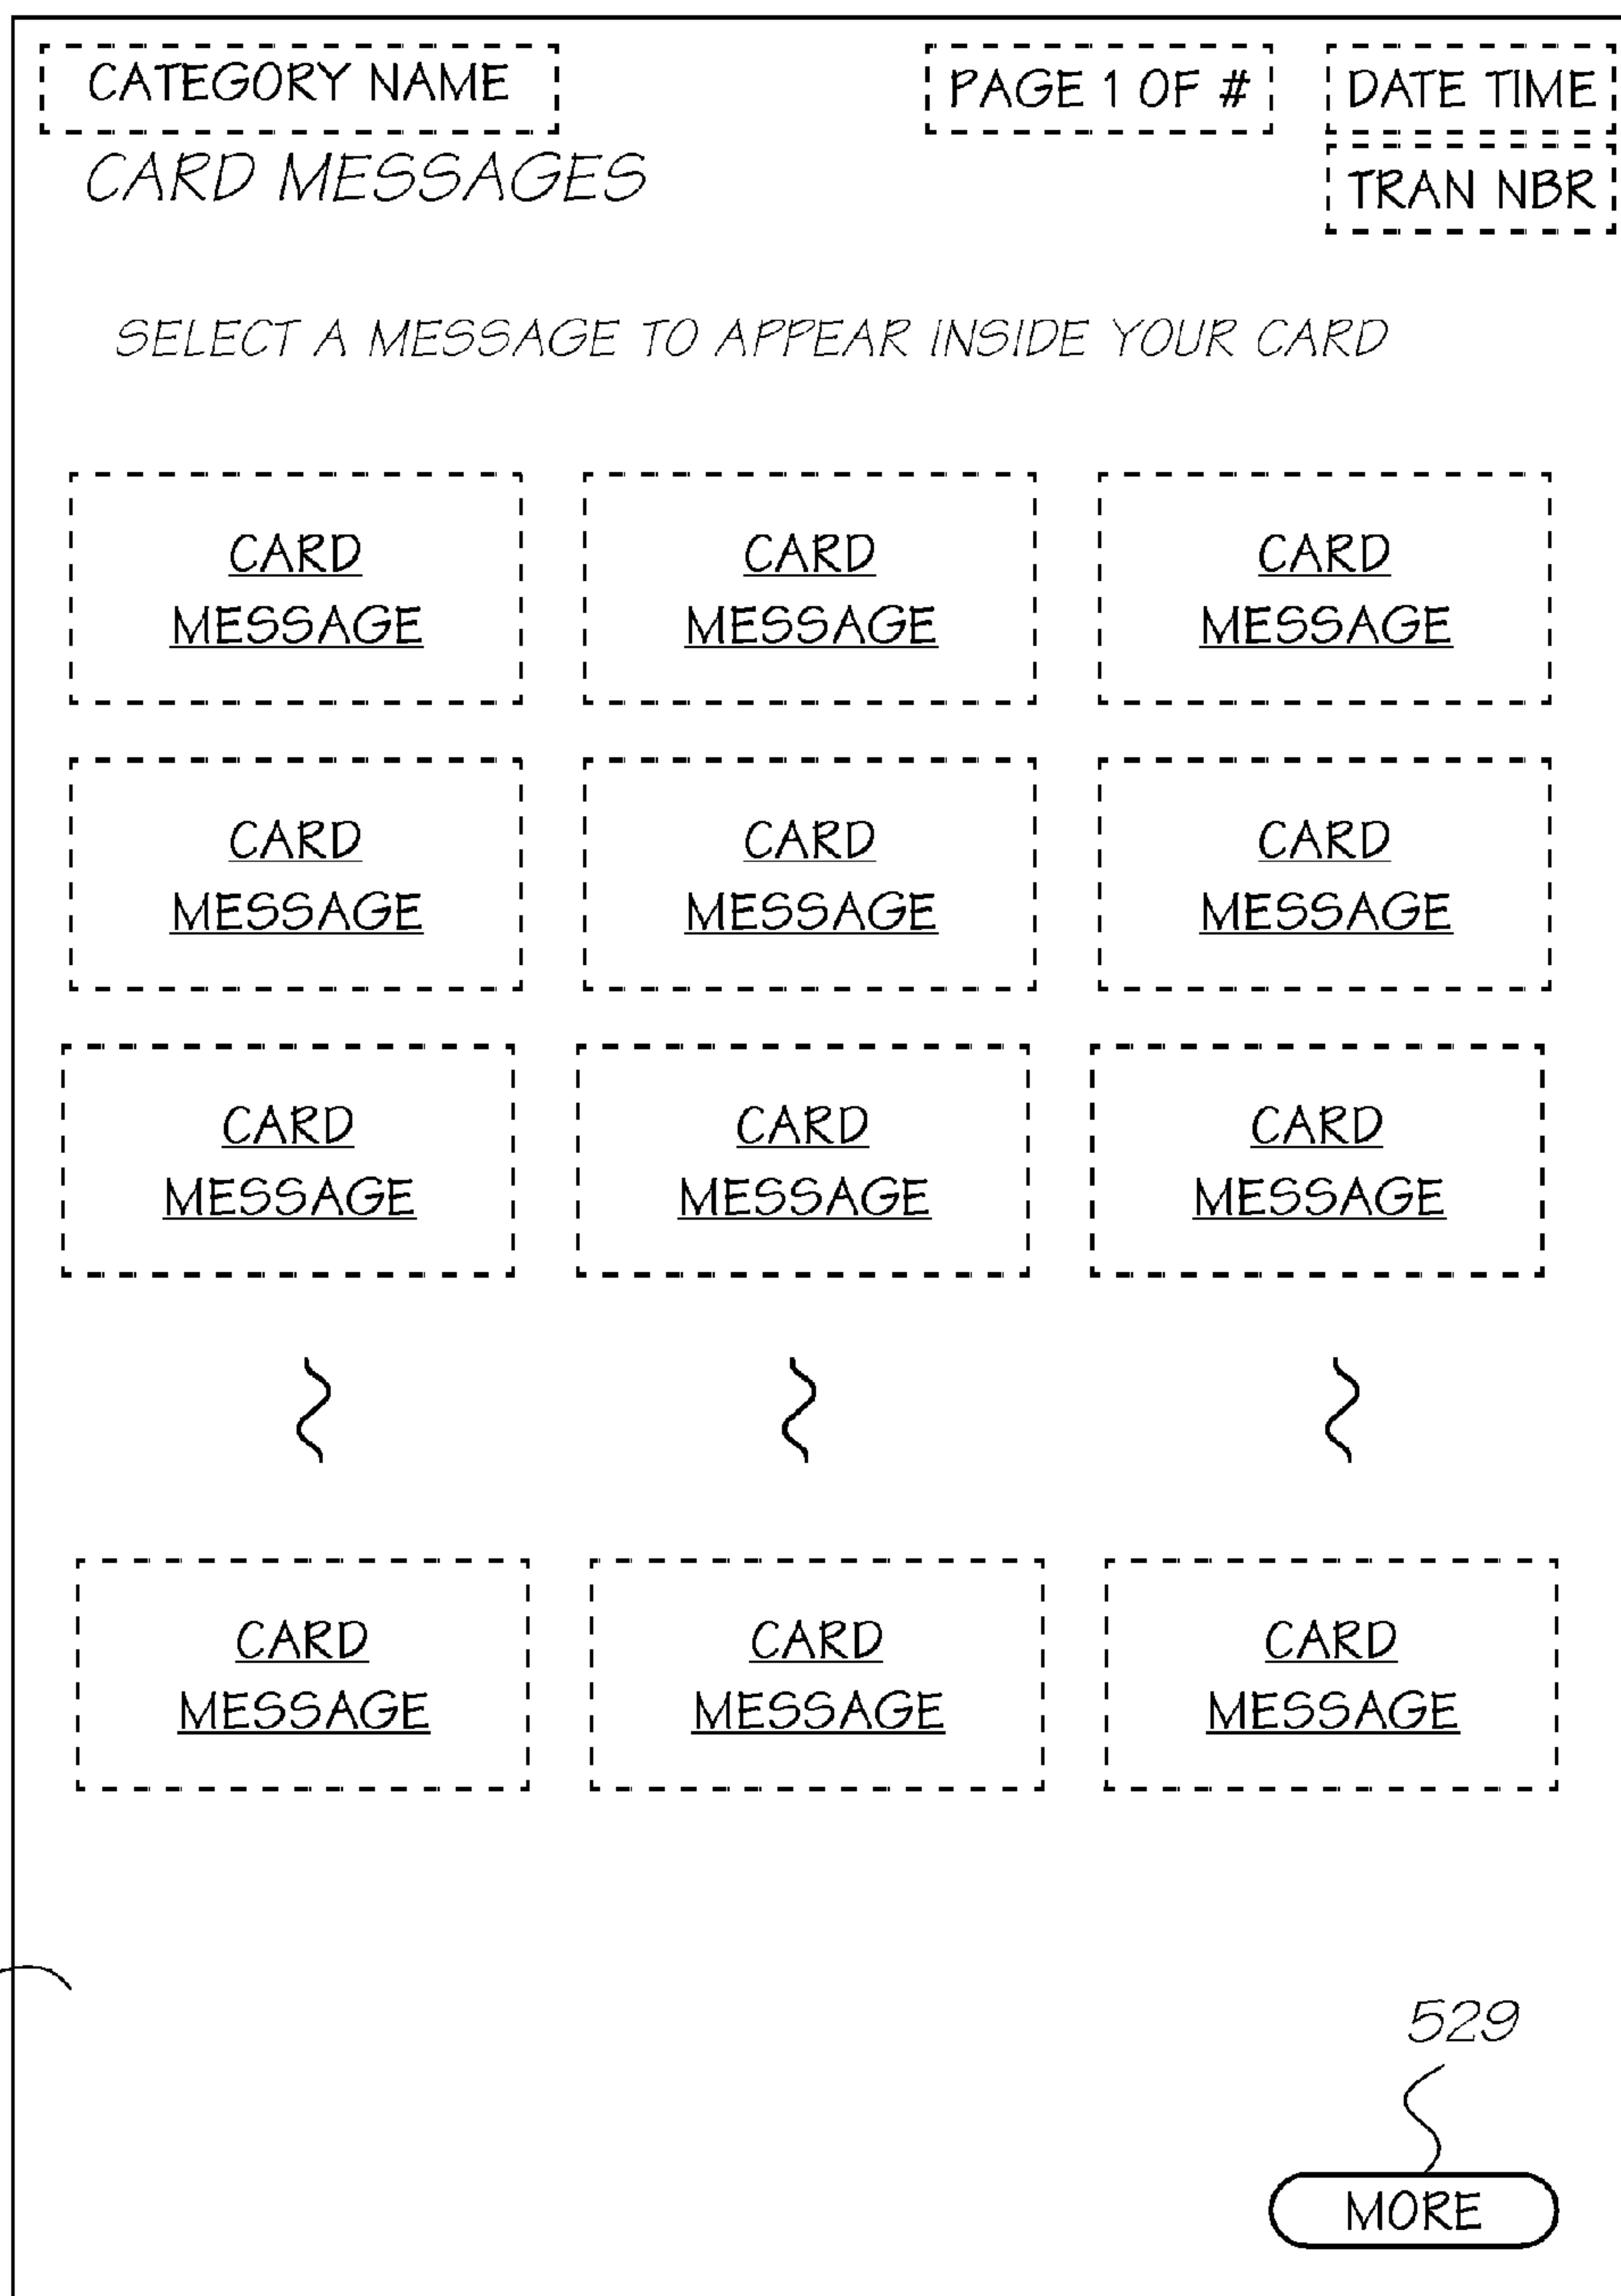 CATEGORY NAME PAGE 1 OF # DATE TIME
CARD MESSAGES TRAN NBR
SELECT A MESSAGE TO APPEAR INSIDE YOUR CARD
CARD CARD CARD
MESSAGE MESSAGE MESSAGE
CARD CARD CARD
MESSAGE MESSAGE MESSAGE
CARD CARD CARD
MESSAGE MESSAGE MESSAGE
CARD CARD CARD
MESSAGE MESSAGE MESSAGE
529
MORE